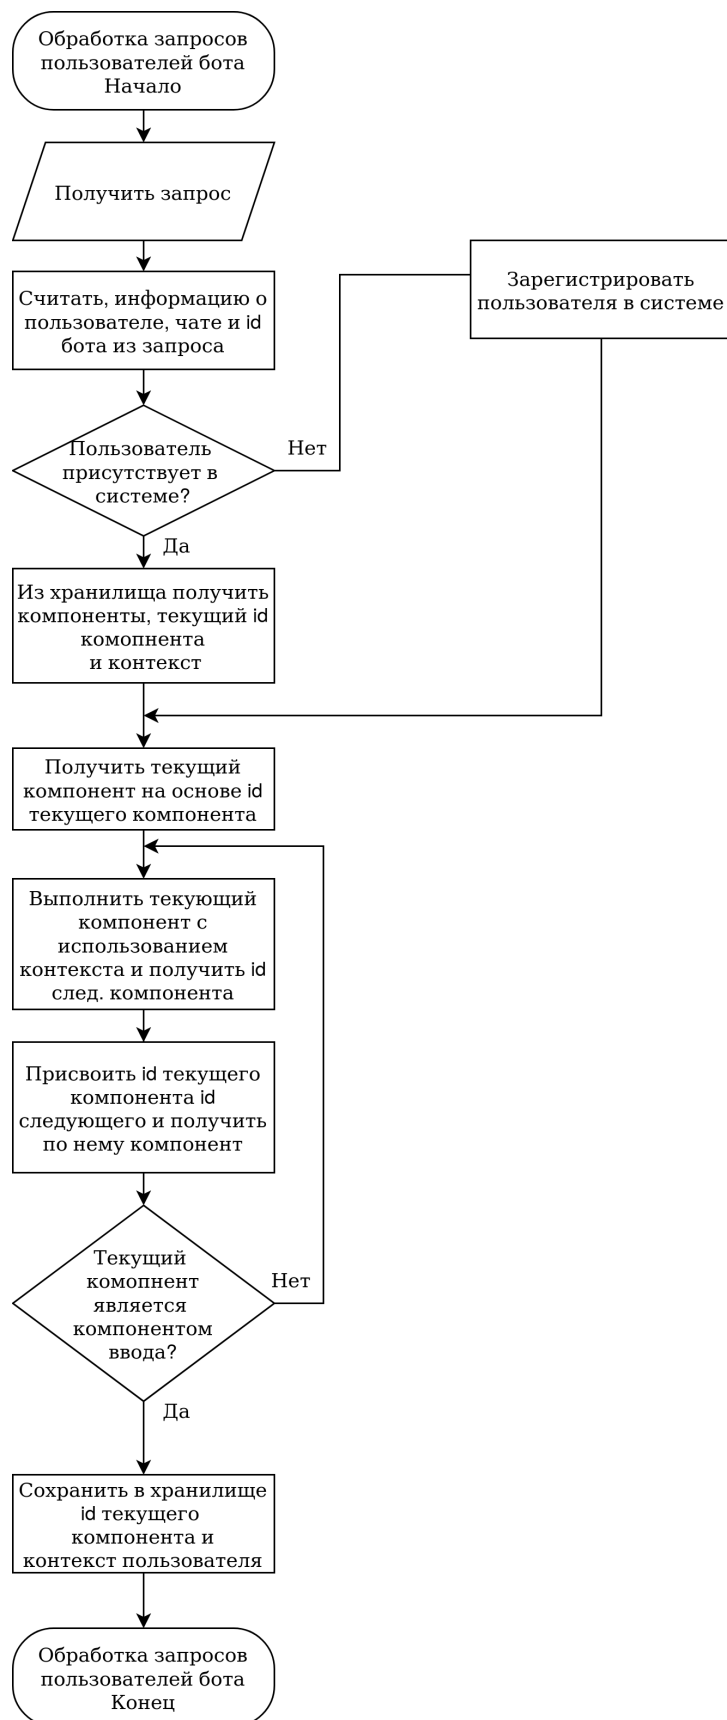 Обработка запросов
пользователей бота
Начало
Получить запрос
Считать, информацию о
пользователе, чате и id
бота из запроса
Зарегистрировать
пользователя в системе
Пользователь
присутствует в
системе?
Нет
Да
Из хранилища получить
компоненты, текущий id
комопнента
и контекст
Получить текущий
компонент на основе id
текущего компонента
Выполнить текующий
компонент с
использованием
контекста и получить id
след. компонента
Присвоить id текущего
компонента id
следующего и получить
по нему компонент
Текущий
комопнент
является
компонентом
ввода?
Нет
Да
Сохранить в хранилище
id текущего
компонента и
контекст пользователя
Обработка запросов
пользователей бота
Конец